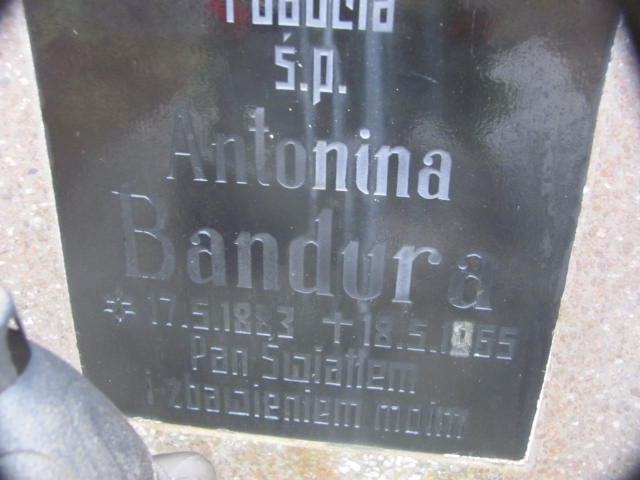 ś.p.
Antonina
Bandura
* 17.5.1883 + 18.5.1965
Pan Światłem
i zbawieniem moim